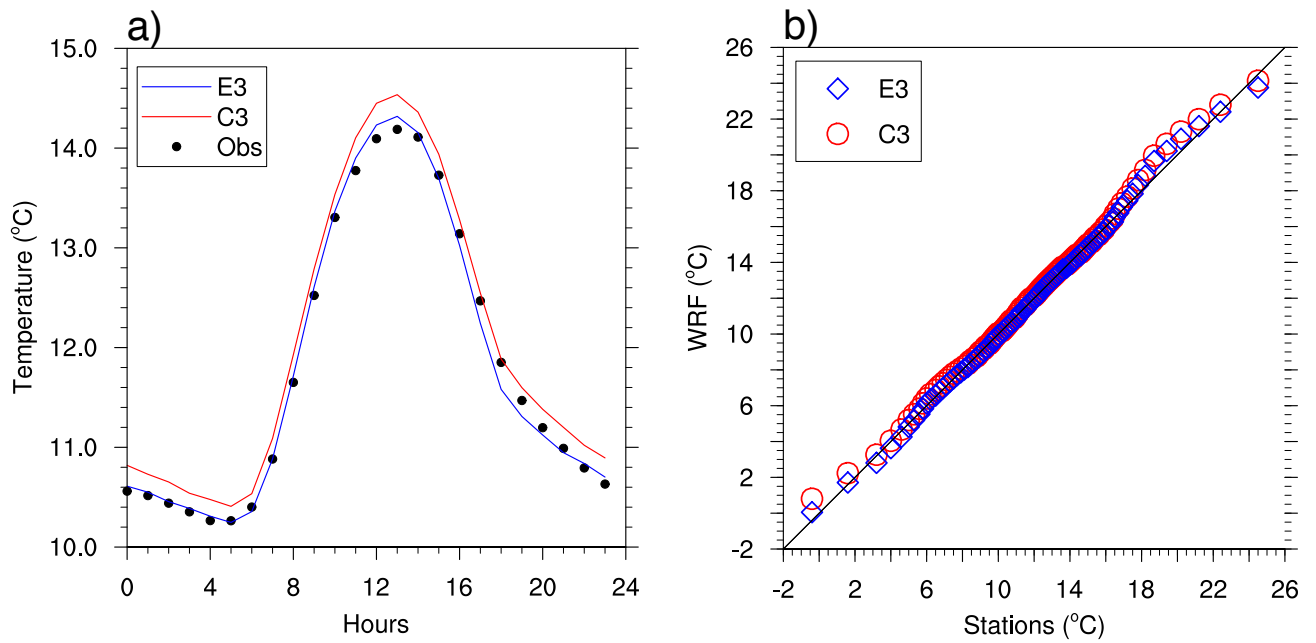 a)
Temperature (°C)
15.0
14.0
13.0
12.0
11.0
10.0
E3
C3
Obs
0 4 8 12 16 20 24
Hours
b)
WRF (°C)
26
22
18
14
10
6
2
-2
E3
C3
-2 2 6 10 14 18 22 26
Stations (°C)